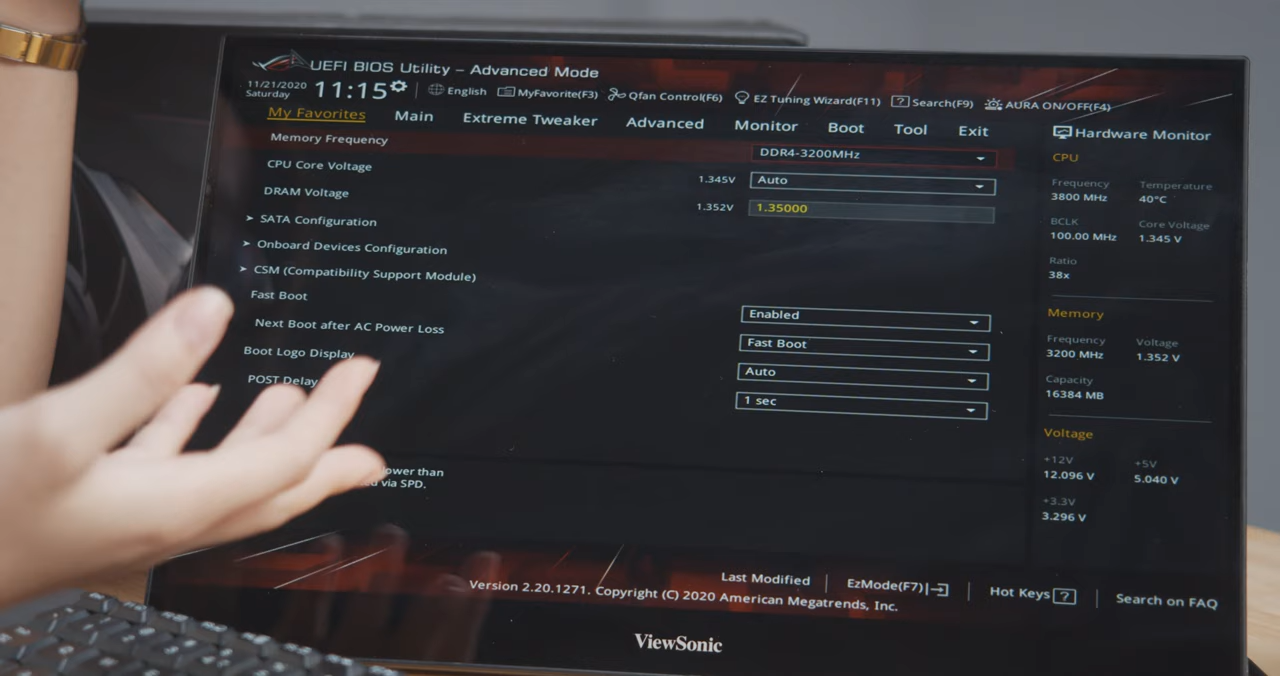 UEFI BIOS Utility – Advanced Mode
11/21/2020
Saturday
11:15
English
MyFavorite(F3)
Qfan Control(F6)
EZ Tuning Wizard(F11)
? Search(F9)
AURA ON/OFF(F4)
My Favorites
Main
Extreme Tweaker
Advanced
Monitor
Boot
Tool
Exit
Memory Frequency
DDR4-3200MHz
CPU Core Voltage
1.345V
Auto
DRAM Voltage
1.352V
1.35000
> SATA Configuration
> Onboard Devices Configuration
> CSM (Compatibility Support Module)
Fast Boot
Enabled
Next Boot after AC Power Loss
Fast Boot
Boot Logo Display
Auto
POST Delay
1 sec
ower than
via SPD.
Hardware Monitor
CPU
Frequency
Temperature
3800 MHz
40°C
BCLK
Core Voltage
100.00 MHz
1.345 V
Ratio
38x
Memory
Frequency
Voltage
3200 MHz
1.352 V
Capacity
16384 MB
Voltage
+12V
+5V
12.096 V
5.040 V
+3.3V
3.296 V
Last Modified
EzMode(F7)
Hot Keys ?
Search on FAQ
Version 2.20.1271. Copyright (C) 2020 American Megatrends, Inc.
ViewSonic